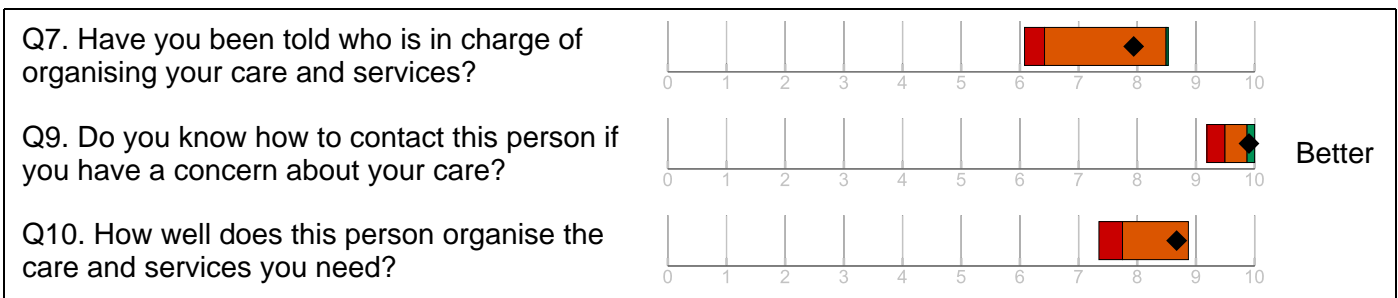 Q7. Have you been told who is in charge of
organising your care and services?
0 1 2 3 4 5 6 7 8 9 10
Q9. Do you know how to contact this person if
you have a concern about your care?
Better
0 1 2 3 4 5 6 7 8 9 10
Q10. How well does this person organise the
care and services you need?
0 1 2 3 4 5 6 7 8 9 10